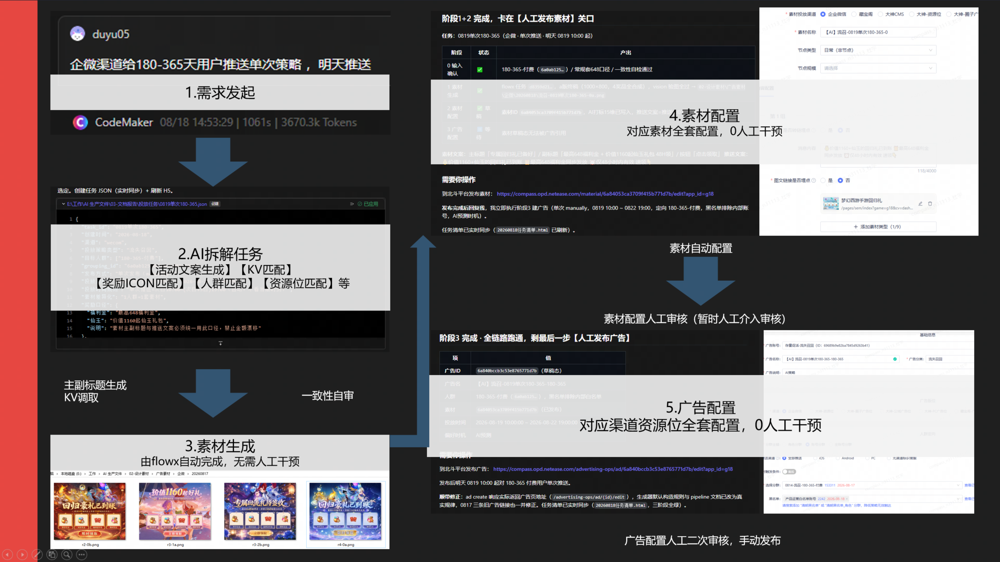 duyu05
企微渠道给180-365天用户推送单次策略，明天推送
1.需求发起
CodeMaker 08/18 14:53:29 | 1061s | 3670.3k Tokens
选定。创建任务 JSON（实时同步）+ 刷新 H5。
E:\工作\AI 生产文件\03-文档报告\投放任务\0819单次180-365.json 创建
已应用
1 {
"task_id": "0819单次180-365",
3 "创建时间": "2026-08-18",
4 "渠道": "wecom",
5 "投放策略类型": "流失召回",
6 "目标人群": ["180-365-付费"],
2.AI拆解任务
【活动文案生成】【KV匹配】
【奖励ICON匹配】【人群匹配】【资源位匹配】等
11 "素材差异化": "1人群=1套素材",
12 "奖励口径": {
13 "福利金": "最高648福利金",
14 "仙玉": "价值1160起仙玉礼包",
15 "说明": "素材主副标题与推送文案必须统一用此口径，禁止金额漂移"
16 },
主副标题生成
KV调取
一致性自审
3.素材生成
由flowx自动完成，无需人工干预
本地磁盘 (E:) › 工作 › AI 生产文件 › 02-设计素材 › 广告素材 › 企微 › 20260817
回归豪礼已到账
限时领取
r2-0b.png
价值1160起好礼
立即领取
r3-1a.png
专属回流礼待签收
立即领取
r3-2b.png
回归豪礼已到账
r4-0a.png
阶段1+2 完成，卡在【人工发布素材】关口
任务：0819单次180-365（企微 · 单次推送 · 明天 0819 10:00 起）
阶段 状态 产出
0 输入确认 ✅ 180-365-付费（6a0ab125…）/ 常规套648口径 / 一致性自检通过
1 素材生成 ✅ flowx 任务 d8359d21…，a版终稿（1000×800，4奖品全合成），vision 验图全过 → 02-设计素材\广告素材
\企微\20260818\流召-0819单次180-365-0a.png
2 素材配置 ✅ 草稿 素材ID 6a84053ca3709f415b771d7b，AI打标15维已写入，推送文案=推送
3 广告配置 等待 素材草稿态无法被广告引用
4.素材配置
对应素材全套配置，0人工干预
素材文案：主标题「专属回归礼已备好」/ 副标题「最高648福利金 + 价值1160起仙玉礼包 48H领」/ 按钮「点击领取」 推送文案：
价值1160+仙玉的回归礼已到账 最高648福利金同步发放 仅48小时内有效 速领
需要你操作
到北斗平台发布素材： https://compass.opd.netease.com/material/6a84053ca3709f415b771d7b/edit?app_id=g18
发布完成后回复我，我立即执行阶段3 建广告（单次 manually，0819 10:00 ~ 0822 19:00，定向 180-365-付费，黑名单排除内部账
号，AI预测时机）。
任务清单已实时同步（20260818任务清单.html 已刷新）。
* 素材投放渠道 企业微信 藏宝阁 大神CMS 大神-资源位 大神-圈子广
* 素材名称 【AI】流召-0819单次180-365-0
节点类型 日常（非节点）
节点规模 请选择
第 1 组
是 否
消息内容 价值1160+仙玉的回归礼已到账 最高648福利金
同步发放 仅48小时内有效 速领
118/4000
* 图文链接是否埋点 是 否
梦幻西游手游回归礼
/pages/sem/index?game=g18&cv=dash...
+ 添加素材类型（1/9）
素材自动配置
素材配置人工审核（暂时人工介入审核）
阶段3 完成 · 全链路跑通，剩最后一步【人工发布广告】
项 值
广告ID 6a840bccb3c53e8765771d7b（草稿态）
广告名 【AI】流召-0819单次180-365-180-365
人群 180-365-付费（6a0ab125…），黑名单排除内部白名单
素材 6a84053ca3709f415b771d7b（已发布）
投放时间 2026-08-19 10:00:00 ~ 2026-08-22 19:00:00
偏好时机 AI预测
5.广告配置
对应渠道资源位全套配置，0人工干预
需要你操作
到北斗平台发布广告： https://compass.opd.netease.com/advertising-ops/ad/6a840bccb3c53e8765771d7b/edit?app_id=g18
发布后明天 0819 10:00 起对 180-365 付费用户单次推送。
顺带修正：ad create 响应实际返回广告页地址（/advertising-ops/ad/{id}/edit），生成器默认构造规则与 pipeline 文档已改为真
实规律，0817 三条旧广告链接也一并修正。任务清单已实时同步（20260818任务清单.html，三阶段全绿）。
基础信息
广告账号： 存量促活-流失召回（ID：69689b9e82ba7845d9263b41）
广告名称： 【AI】流召-0819单次180-365-180-365 * 广告分类： 流失召回
广告说明： AI策略
全部推送 iOS Android PC 无渠道标识官服
触发条件： 离线
选择分群： 0814-流召-180-365-付费 153311 2026-08-17
黑名单： 产品运营白名单账号 2242 2026-08-18 ×
请搜索添加 "清朗黑名单" 或 "清朗黑名单_角色" 分群，降低策略无效触达
广告配置人工二次审核，手动发布